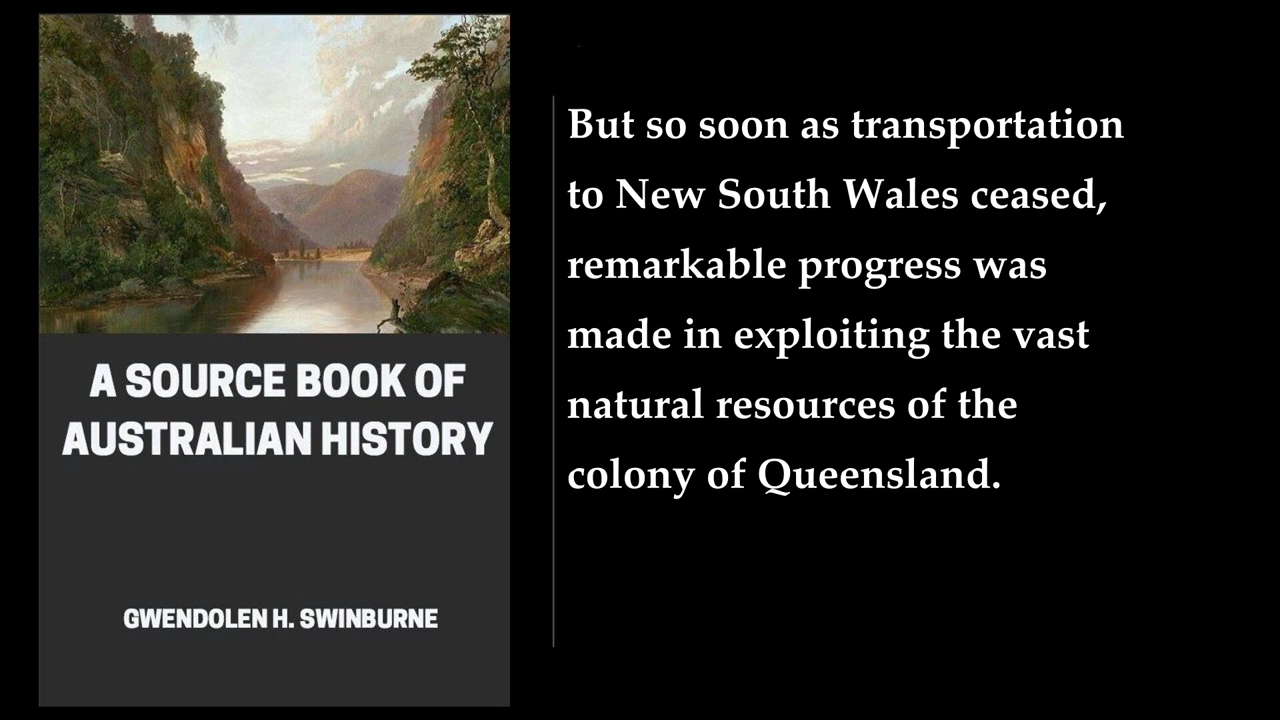 A SOURCE BOOK OF
AUSTRALIAN HISTORY
GWENDOLEN H. SWINBURNE
But so soon as transportation
to New South Wales ceased,
remarkable progress was
made in exploiting the vast
natural resources of the
colony of Queensland.